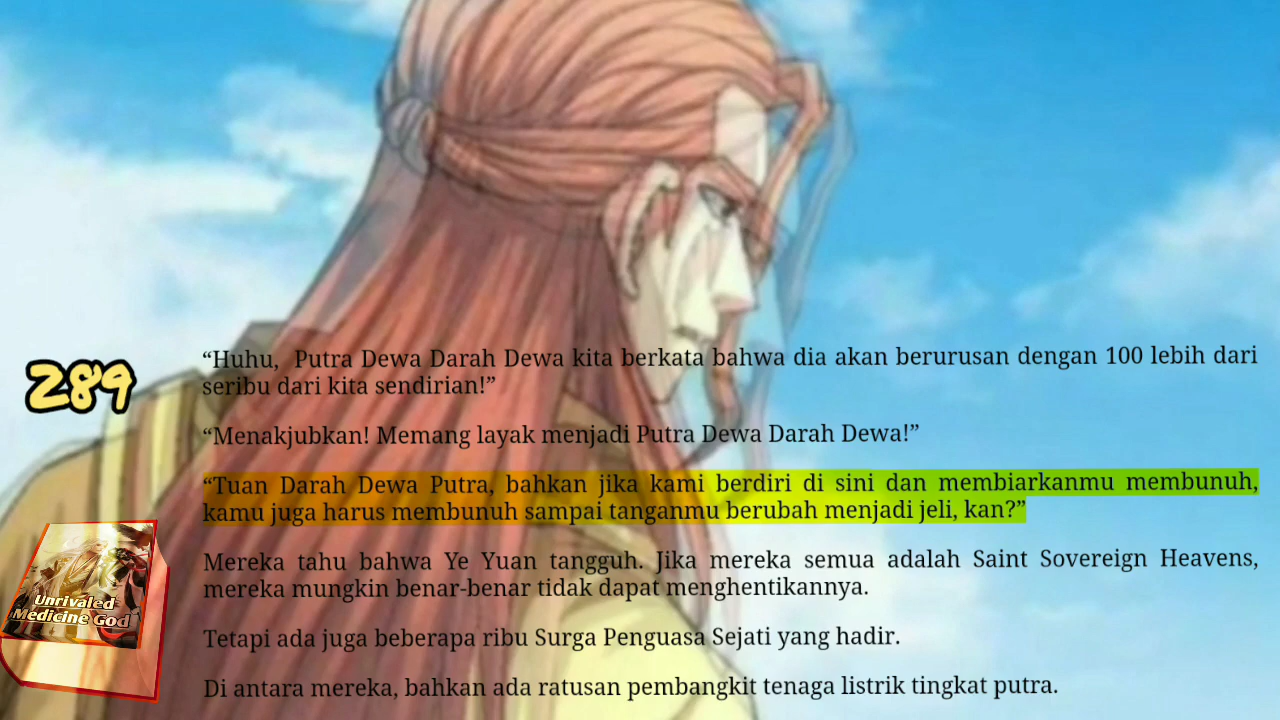 “Huhu,  Putra Dewa Darah Dewa kita berkata bahwa dia akan berurusan dengan 100 lebih dari
seribu dari kita sendirian!”
289
“Menakjubkan! Memang layak menjadi Putra Dewa Darah Dewa!”
“Tuan Darah Dewa Putra, bahkan jika kami berdiri di sini dan membiarkanmu membunuh,
kamu juga harus membunuh sampai tanganmu berubah menjadi jeli, kan?”
Mereka tahu bahwa Ye Yuan tangguh. Jika mereka semua adalah Saint Sovereign Heavens,
mereka mungkin benar-benar tidak dapat menghentikannya.
Unrivaled
Medicine God
Tetapi ada juga beberapa ribu Surga Penguasa Sejati yang hadir.
Di antara mereka, bahkan ada ratusan pembangkit tenaga listrik tingkat putra.